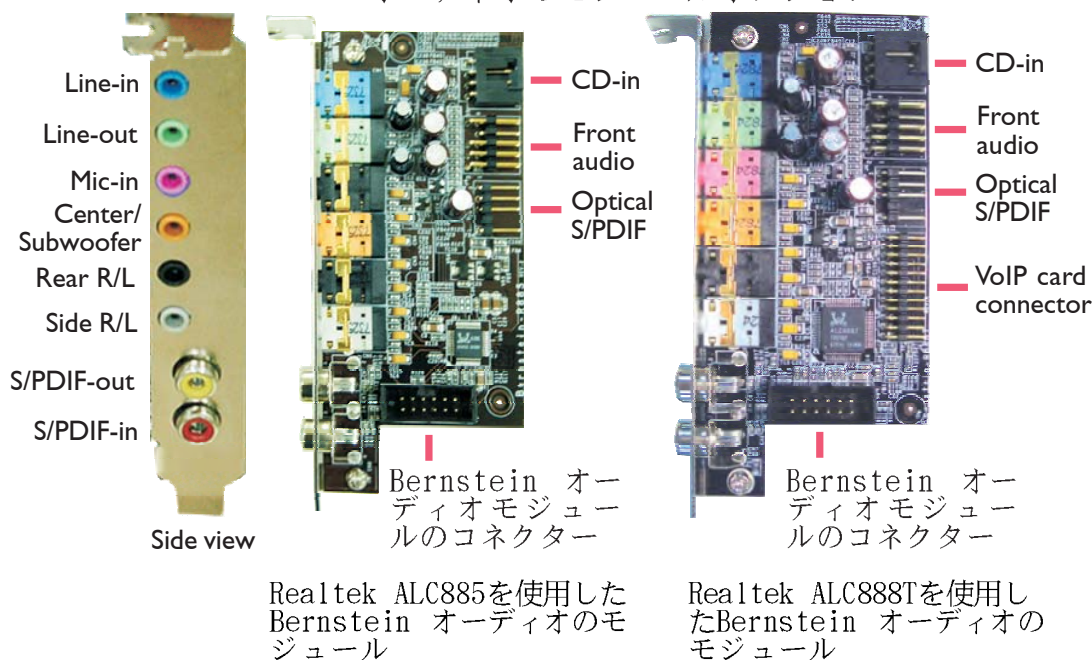 Line-in
Line-out
Mic-in
Center/
Subwoofer
Rear R/L
Side R/L
S/PDIF-out
S/PDIF-in
Side view
CD-in
Front
audio
Optical
S/PDIF
Bernstein オー
ディオモジュー
ルのコネクター
Realtek ALC885を使用した
Bernstein オーディオのモ
ジュール
CD-in
Front
audio
Optical
S/PDIF
VoIP card
connector
Bernstein オー
ディオモジュー
ルのコネクター
Realtek ALC888Tを使用し
たBernstein オーディオの
モジュール